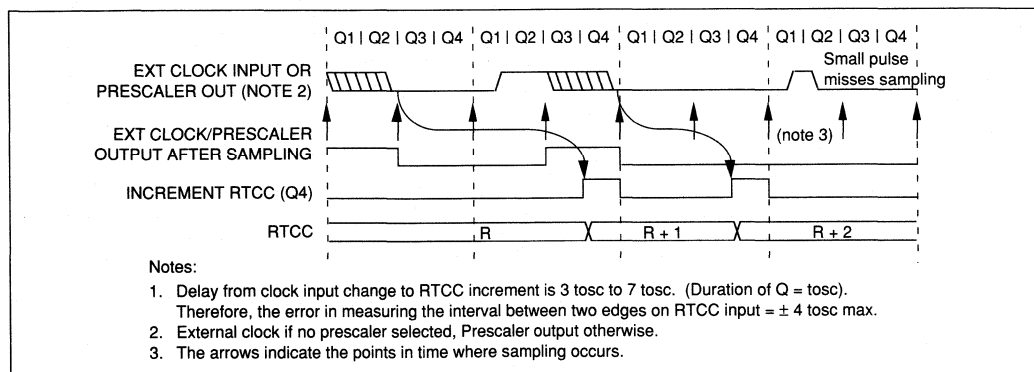 Q1 | Q2 | Q3 | Q4 | Q1 | Q2 | Q3 | Q4 | Q1 | Q2 | Q3 | Q4 | Q1 | Q2 | Q3 | Q4
EXT CLOCK INPUT OR
PRESCALER OUT (NOTE 2)
Small pulse
misses sampling
EXT CLOCK/PRESCALER
OUTPUT AFTER SAMPLING
(note 3)
INCREMENT RTCC (Q4)
RTCC
R
R + 1
R + 2
Notes:
1. Delay from clock input change to RTCC increment is 3 tosc to 7 tosc. (Duration of Q = tosc).
Therefore, the error in measuring the interval between two edges on RTCC input = ± 4 tosc max.
2. External clock if no prescaler selected, Prescaler output otherwise.
3. The arrows indicate the points in time where sampling occurs.